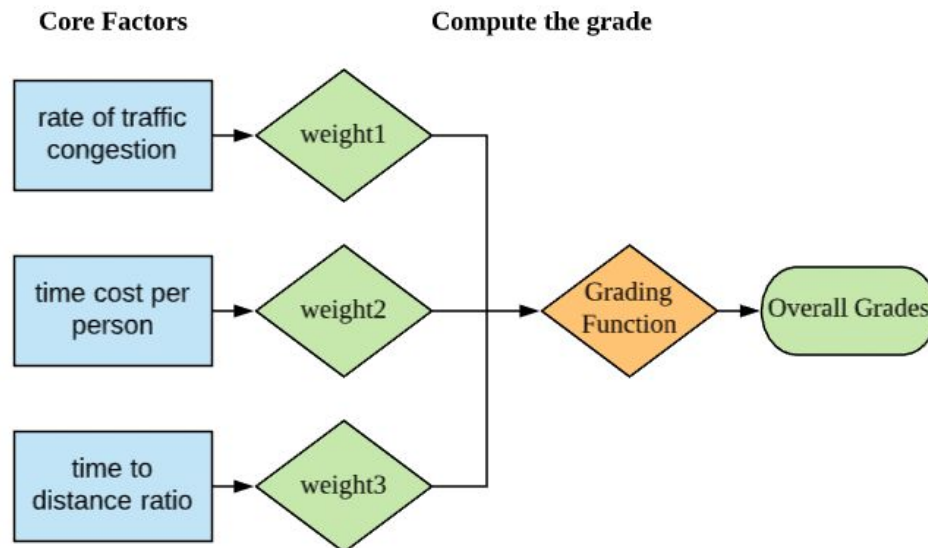 Core Factors
Compute the grade
rate of traffic
congestion
weight1
time cost per
person
weight2
Grading
Function
Overall Grades
time to
distance ratio
weight3